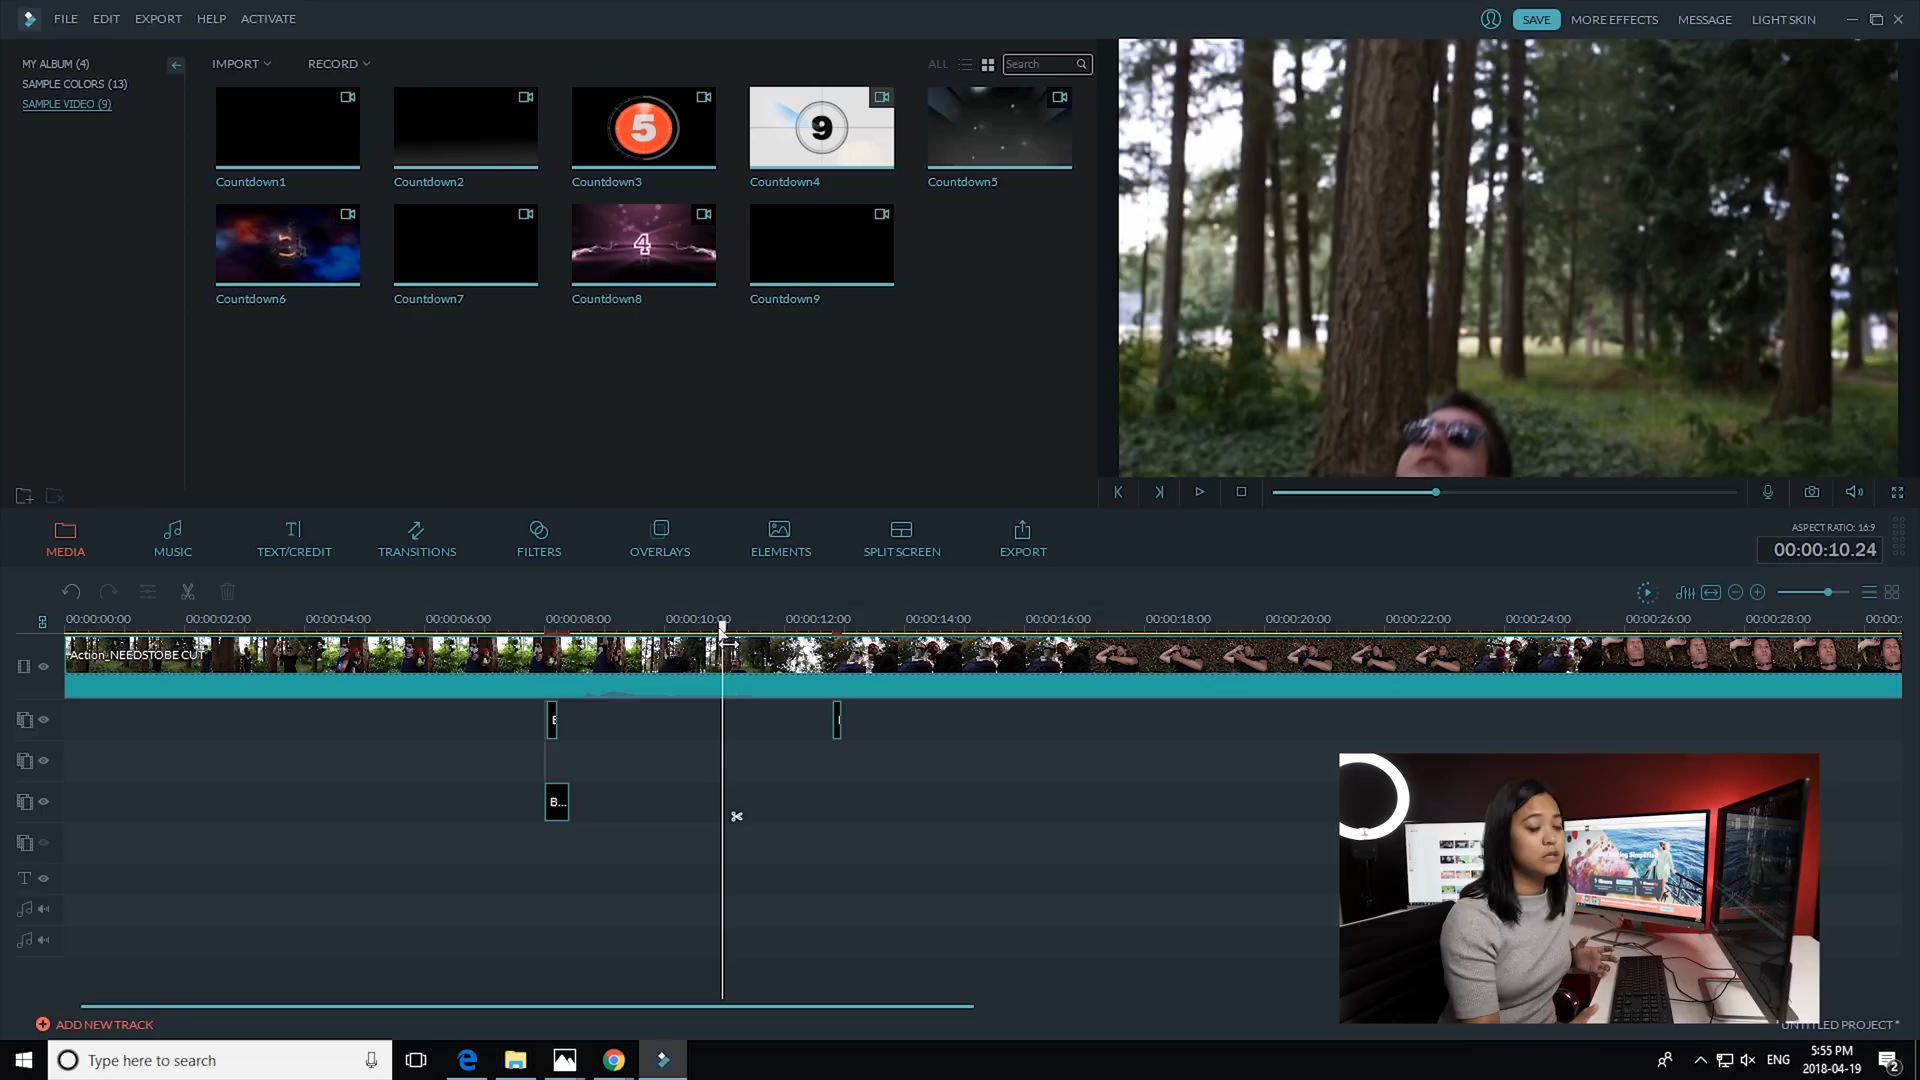 FILE EDIT EXPORT HELP ACTIVATE
SAVE MORE EFFECTS MESSAGE LIGHT SKIN
MY ALBUM (4)
SAMPLE COLORS (13)
SAMPLE VIDEO (9)
IMPORT RECORD
ALL Search
5
9
Countdown1 Countdown2 Countdown3 Countdown4 Countdown5
4
Countdown6 Countdown7 Countdown8 Countdown9
MEDIA MUSIC TEXT/CREDIT TRANSITIONS FILTERS OVERLAYS ELEMENTS SPLIT SCREEN EXPORT
ASPECT RATIO: 16:9
00:00:10.24
00:00:00:00 00:00:02:00 00:00:04:00 00:00:06:00 00:00:08:00 00:00:10:00 00:00:12:00 00:00:14:00 00:00:16:00 00:00:18:00 00:00:20:00 00:00:22:00 00:00:24:00 00:00:26:00 00:00:28:00
Action_NEEDSTOBE CUT
B...
ADD NEW TRACK
UNTITLED PROJECT*
Type here to search
ENG
5:55 PM
2018-04-19
2